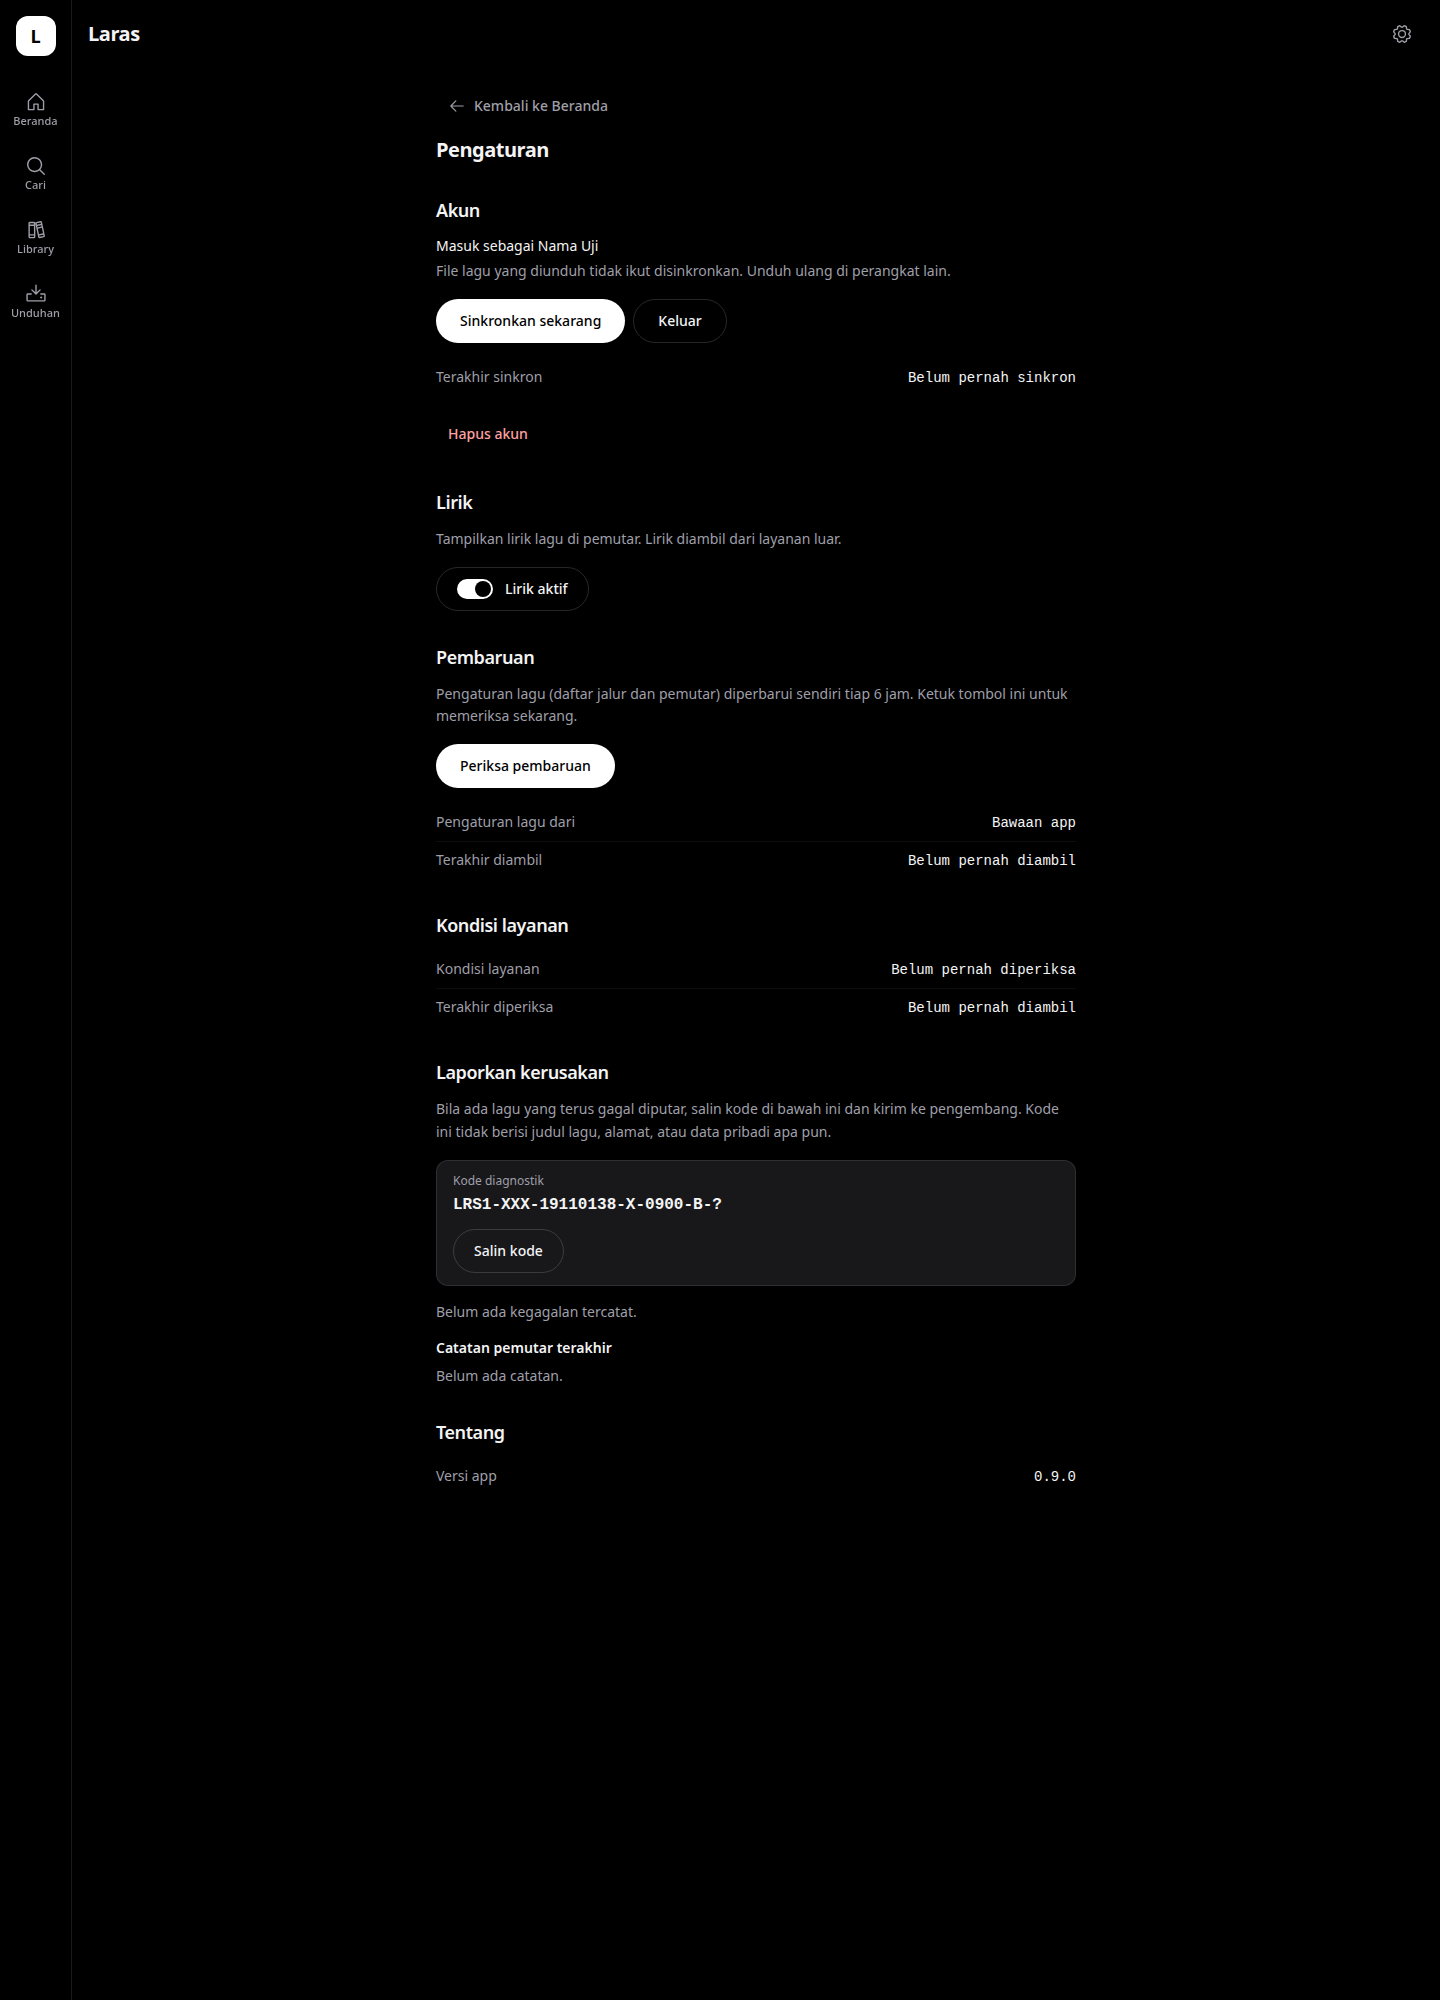 L
Laras
Beranda
Cari
Library
Unduhan
Kembali ke Beranda
Pengaturan
Akun
Masuk sebagai Nama Uji
File lagu yang diunduh tidak ikut disinkronkan. Unduh ulang di perangkat lain.
Sinkronkan sekarang
Keluar
Terakhir sinkron
Belum pernah sinkron
Hapus akun
Lirik
Tampilkan lirik lagu di pemutar. Lirik diambil dari layanan luar.
Lirik aktif
Pembaruan
Pengaturan lagu (daftar jalur dan pemutar) diperbarui sendiri tiap 6 jam. Ketuk tombol ini untuk
memeriksa sekarang.
Periksa pembaruan
Pengaturan lagu dari
Bawaan app
Terakhir diambil
Belum pernah diambil
Kondisi layanan
Kondisi layanan
Belum pernah diperiksa
Terakhir diperiksa
Belum pernah diambil
Laporkan kerusakan
Bila ada lagu yang terus gagal diputar, salin kode di bawah ini dan kirim ke pengembang. Kode
ini tidak berisi judul lagu, alamat, atau data pribadi apa pun.
Kode diagnostik
LRS1-XXX-19110138-X-0900-B-?
Salin kode
Belum ada kegagalan tercatat.
Catatan pemutar terakhir
Belum ada catatan.
Tentang
Versi app
0.9.0